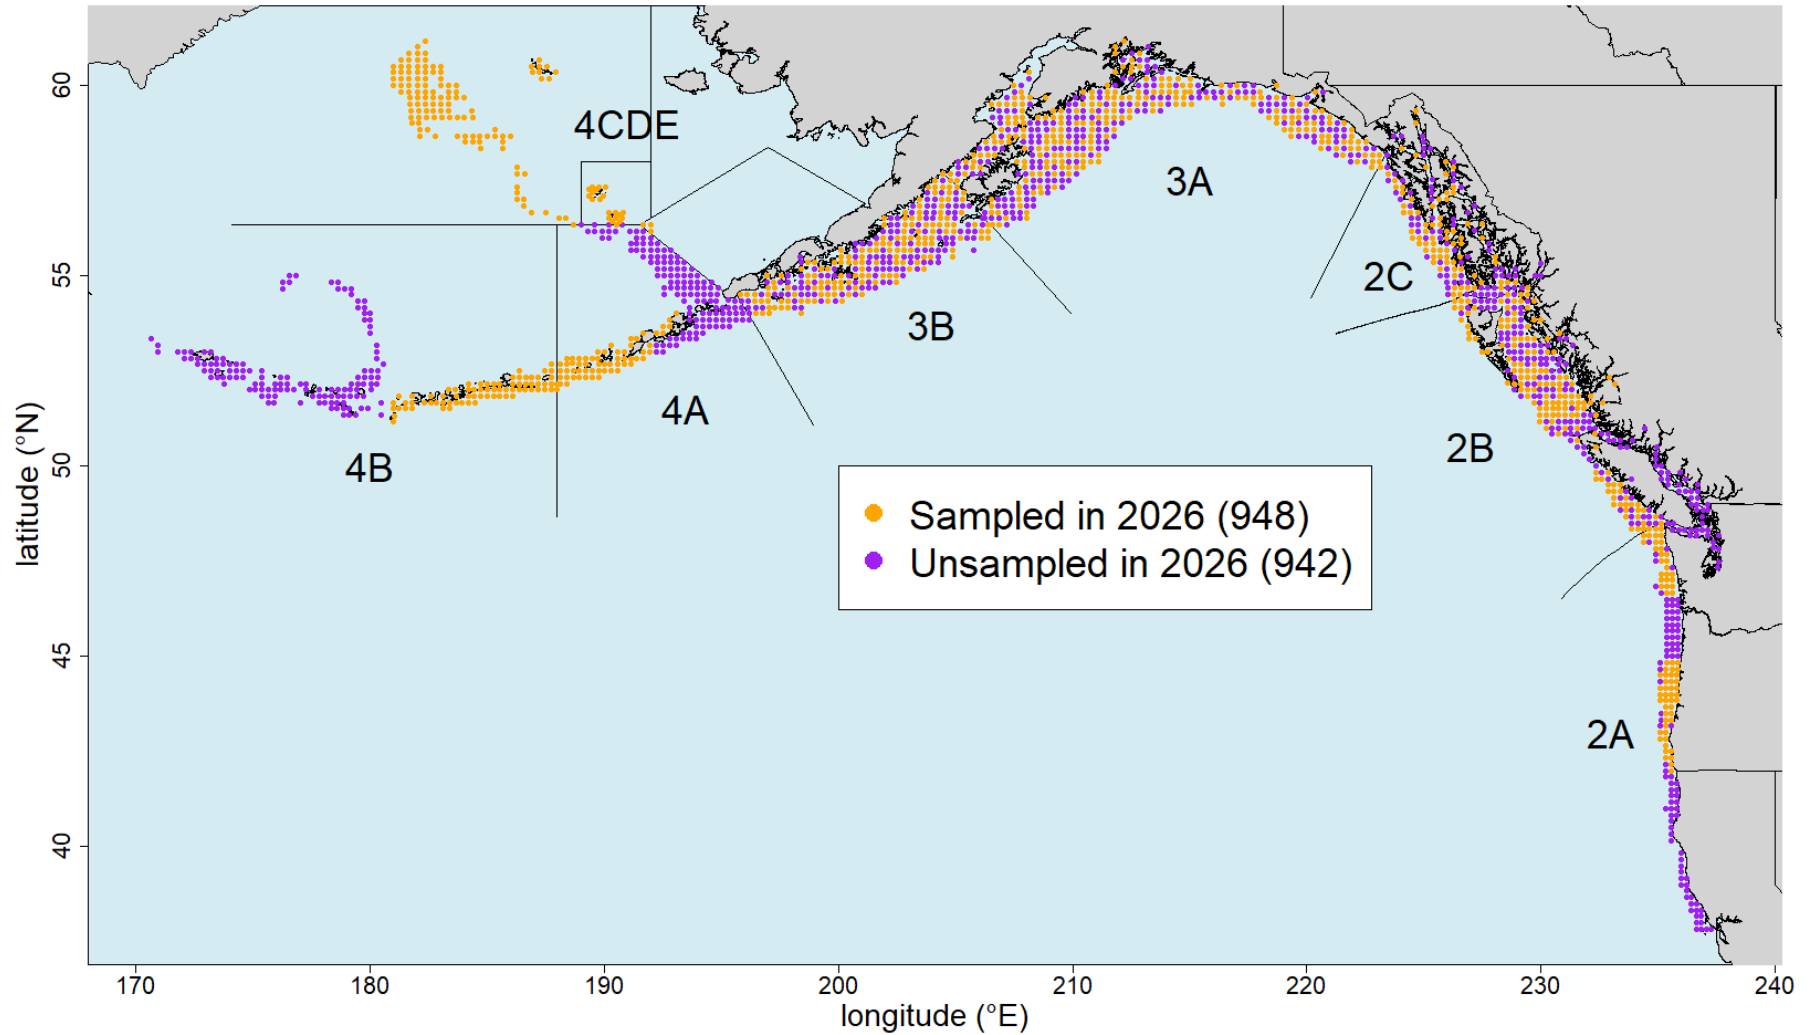 60
55
50
45
40
latitude (°N)
4CDE
3A
2C
3B
4A
2B
4B
Sampled in 2026 (948)
Unsampled in 2026 (942)
2A
170
180
190
200
210
220
230
240
longitude (°E)